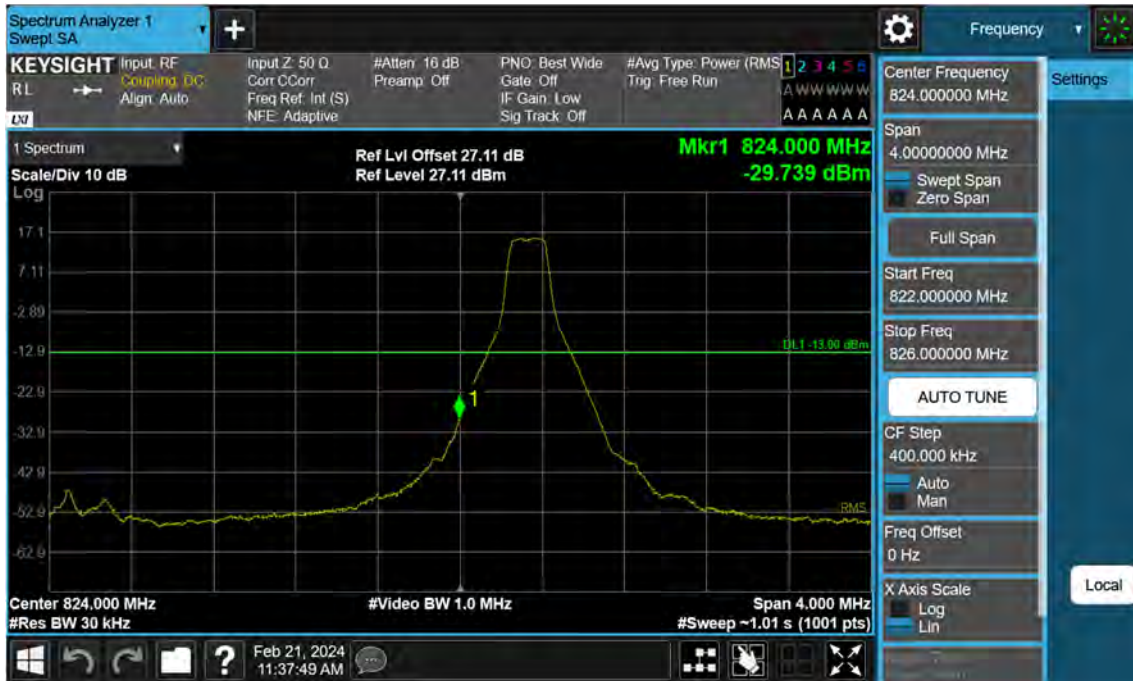 Spectrum Analyzer 1
Swept SA
+
Frequency
KEYSIGHT
RL
LXI
Input: RF
Coupling: DC
Align: Auto
Input Z: 50 Ω
Corr CCorr
Freq Ref: Int (S)
NFE: Adaptive
#Atten: 16 dB
Preamp: Off
PNO: Best Wide
Gate: Off
IF Gain: Low
Sig Track: Off
#Avg Type: Power (RMS
Trig: Free Run
1 2 3 4 5 6
A W W W W W
A A A A A A
Center Frequency
824.000000 MHz
Settings
Span
4.00000000 MHz
Swept Span
Zero Span
Full Span
Start Freq
822.000000 MHz
Stop Freq
826.000000 MHz
AUTO TUNE
CF Step
400.000 kHz
Auto
Man
Freq Offset
0 Hz
X Axis Scale
Log
Lin
Local
1 Spectrum
Scale/Div 10 dB
Ref Lvl Offset 27.11 dB
Ref Level 27.11 dBm
Mkr1 824.000 MHz
-29.739 dBm
Log
17.1
7.11
-2.89
-12.9
DL1 -13.00 dBm
-22.9
1
-32.9
-42.9
-52.9
RMS
-62.9
Center 824.000 MHz
#Video BW 1.0 MHz
Span 4.000 MHz
#Res BW 30 kHz
#Sweep ~1.01 s (1001 pts)
?
Feb 21, 2024
11:37:49 AM